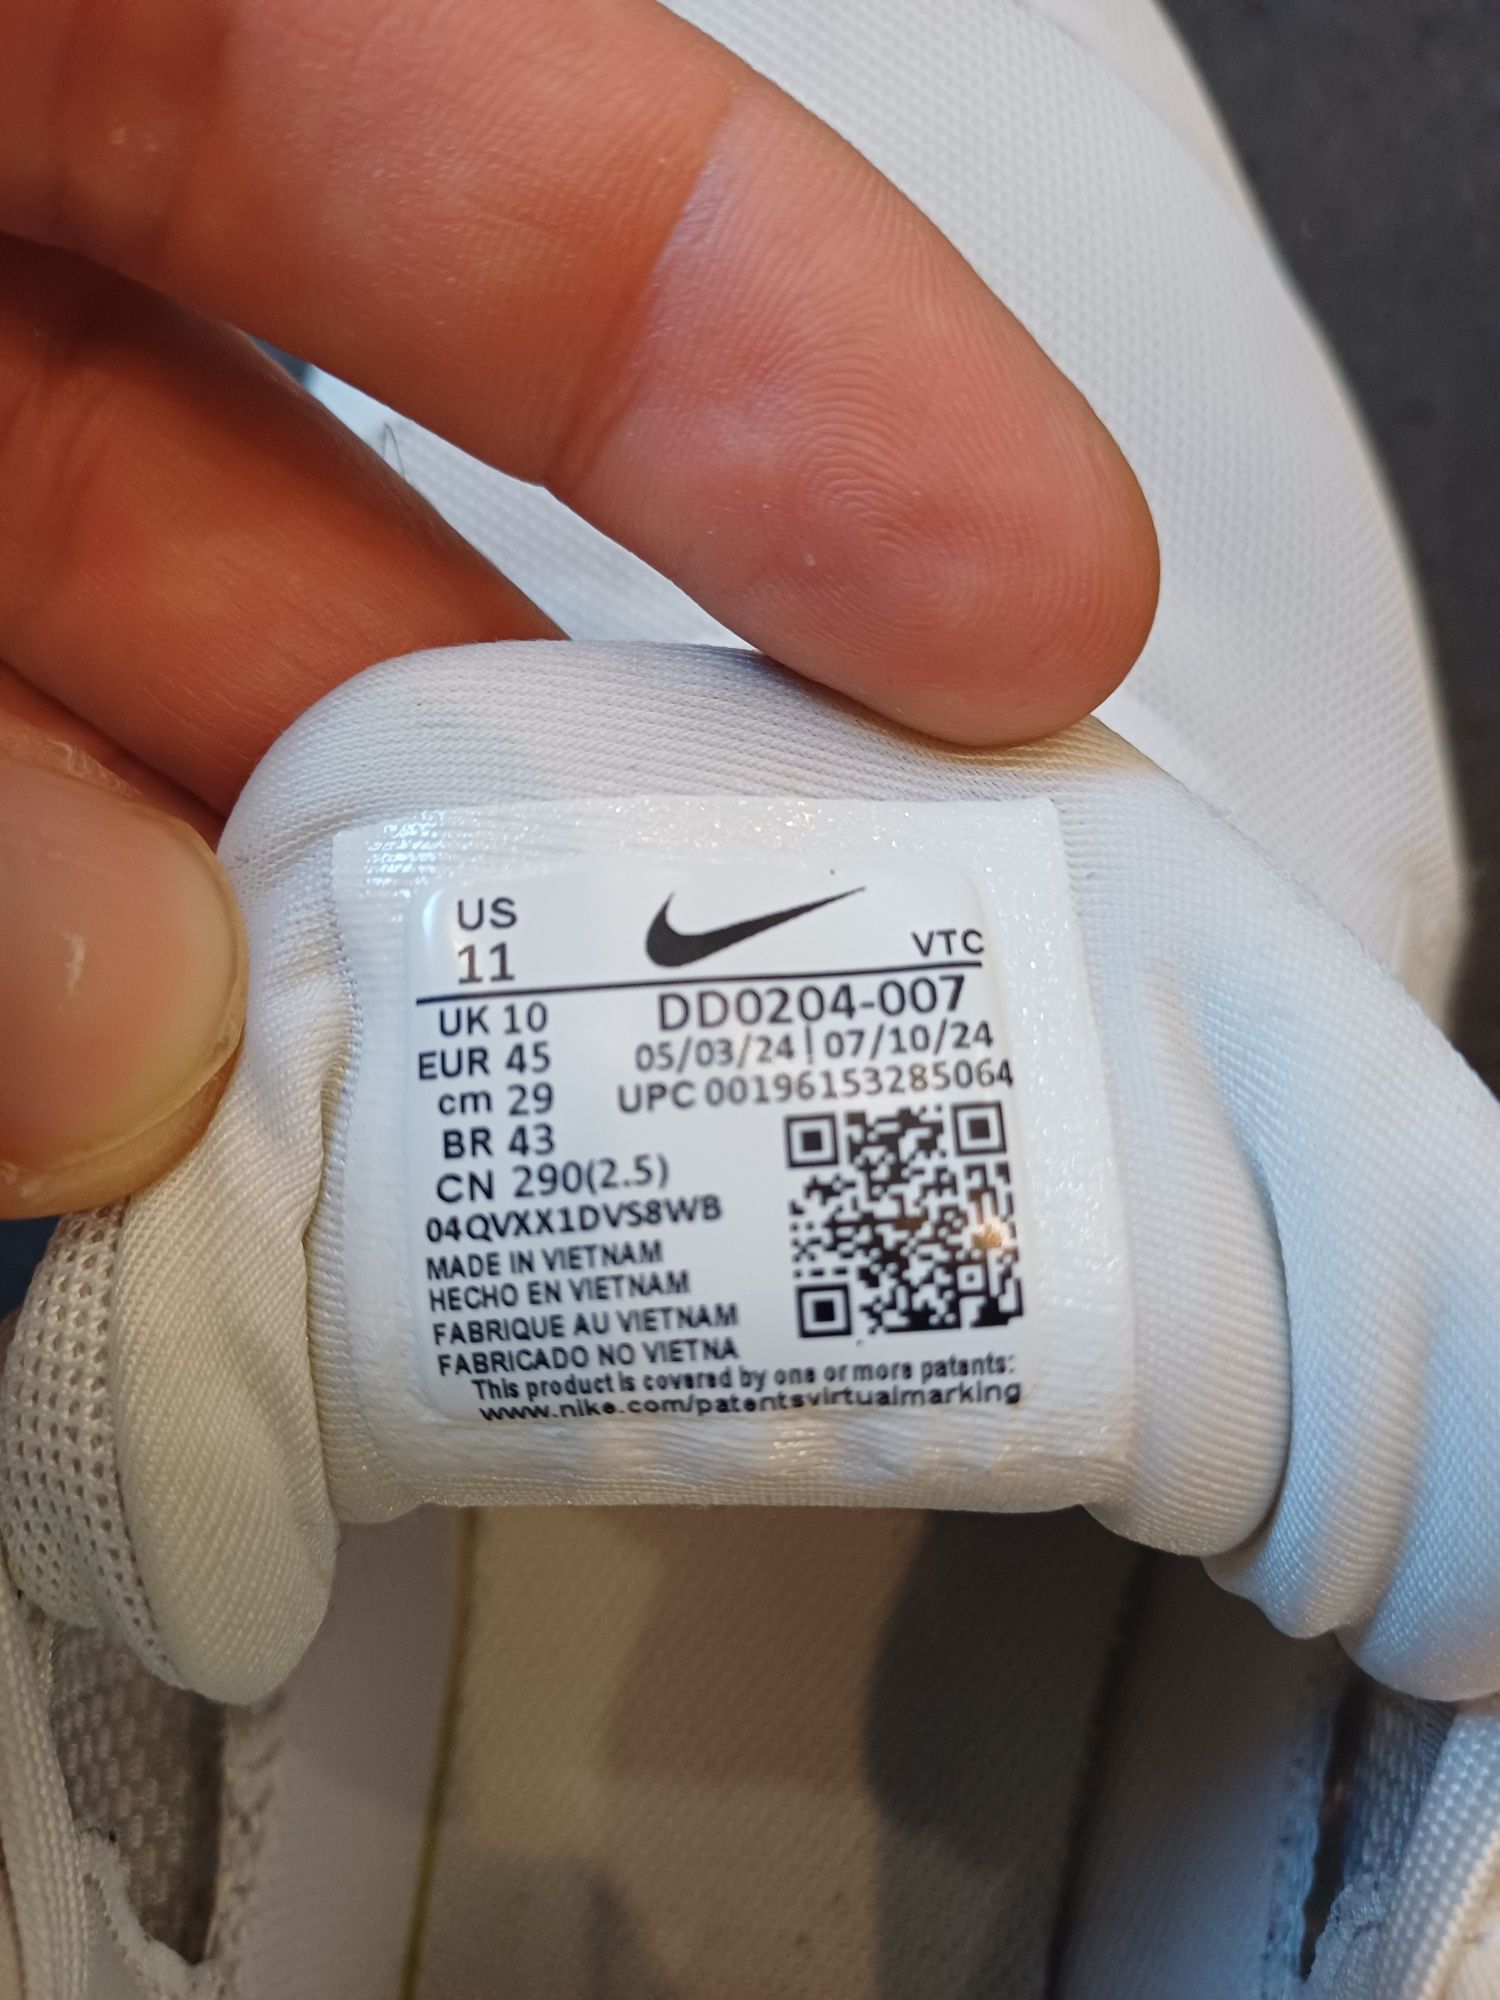 US
11
VTC
UK 10
DD0204-007
EUR 45
05/03/24 | 07/10/24
cm 29
UPC 00196153285064
BR 43
CN 290(2.5)
04QVXX1DVS8WB
MADE IN VIETNAM
HECHO EN VIETNAM
FABRIQUE AU VIETNAM
FABRICADO NO VIETNA
This product is covered by one or more patents:
www.nike.com/patentsvirtualmarking